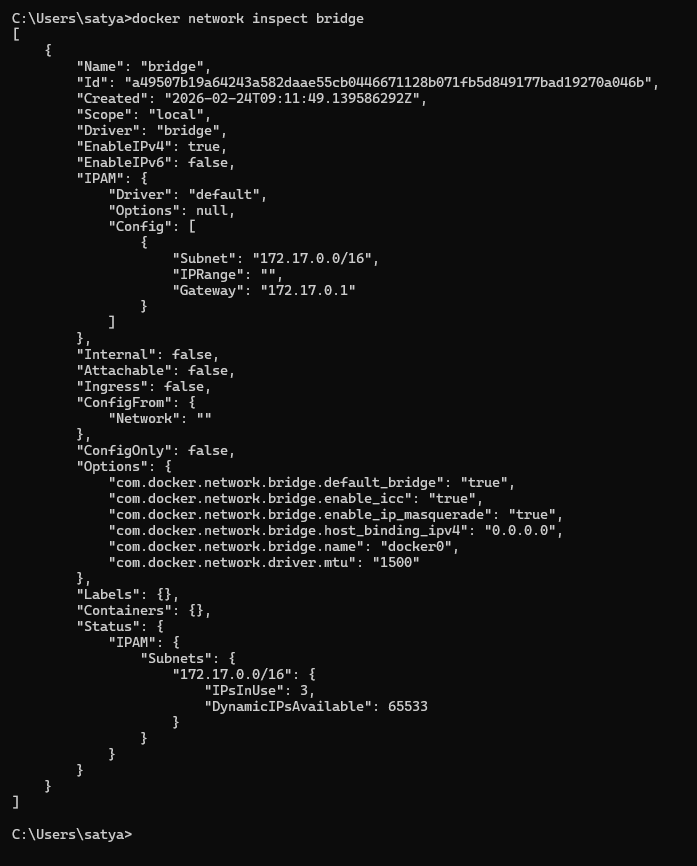 C:\Users\satya>docker network inspect bridge
[
    {
        "Name": "bridge",
        "Id": "a49507b19a64243a582daae55cb0446671128b071fb5d849177bad19270a046b",
        "Created": "2026-02-24T09:11:49.139586292Z",
        "Scope": "local",
        "Driver": "bridge",
        "EnableIPv4": true,
        "EnableIPv6": false,
        "IPAM": {
            "Driver": "default",
            "Options": null,
            "Config": [
                {
                    "Subnet": "172.17.0.0/16",
                    "IPRange": "",
                    "Gateway": "172.17.0.1"
                }
            ]
        },
        "Internal": false,
        "Attachable": false,
        "Ingress": false,
        "ConfigFrom": {
            "Network": ""
        },
        "ConfigOnly": false,
        "Options": {
            "com.docker.network.bridge.default_bridge": "true",
            "com.docker.network.bridge.enable_icc": "true",
            "com.docker.network.bridge.enable_ip_masquerade": "true",
            "com.docker.network.bridge.host_binding_ipv4": "0.0.0.0",
            "com.docker.network.bridge.name": "docker0",
            "com.docker.network.driver.mtu": "1500"
        },
        "Labels": {},
        "Containers": {},
        "Status": {
            "IPAM": {
                "Subnets": {
                    "172.17.0.0/16": {
                        "IPsInUse": 3,
                        "DynamicIPsAvailable": 65533
                    }
                }
            }
        }
    }
]
C:\Users\satya>